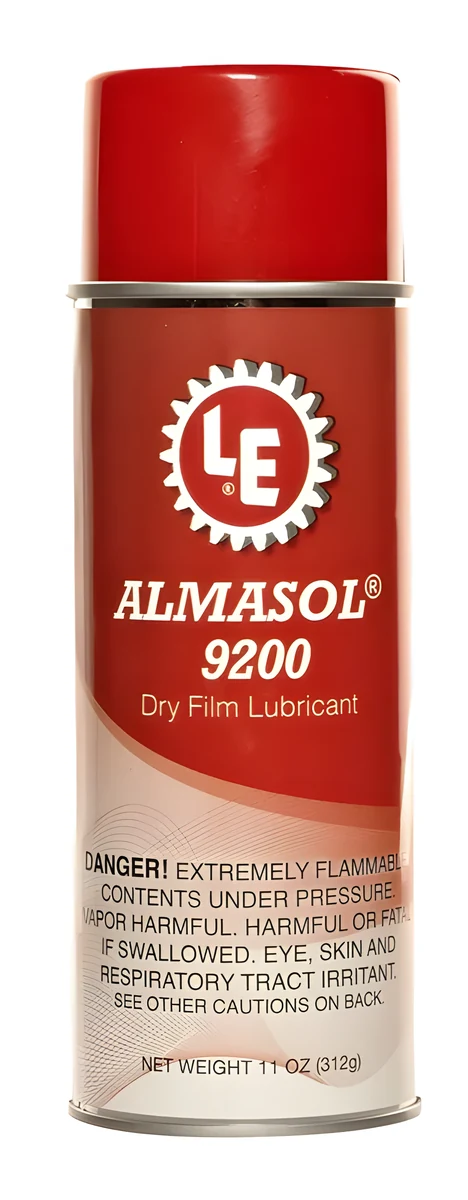 LE
®
ALMASOL®
9200
Dry Film Lubricant
DANGER! EXTREMELY FLAMMABLE
CONTENTS UNDER PRESSURE.
VAPOR HARMFUL. HARMFUL OR FATAL
IF SWALLOWED. EYE, SKIN AND
RESPIRATORY TRACT IRRITANT.
SEE OTHER CAUTIONS ON BACK.
NET WEIGHT 11 OZ (312g)